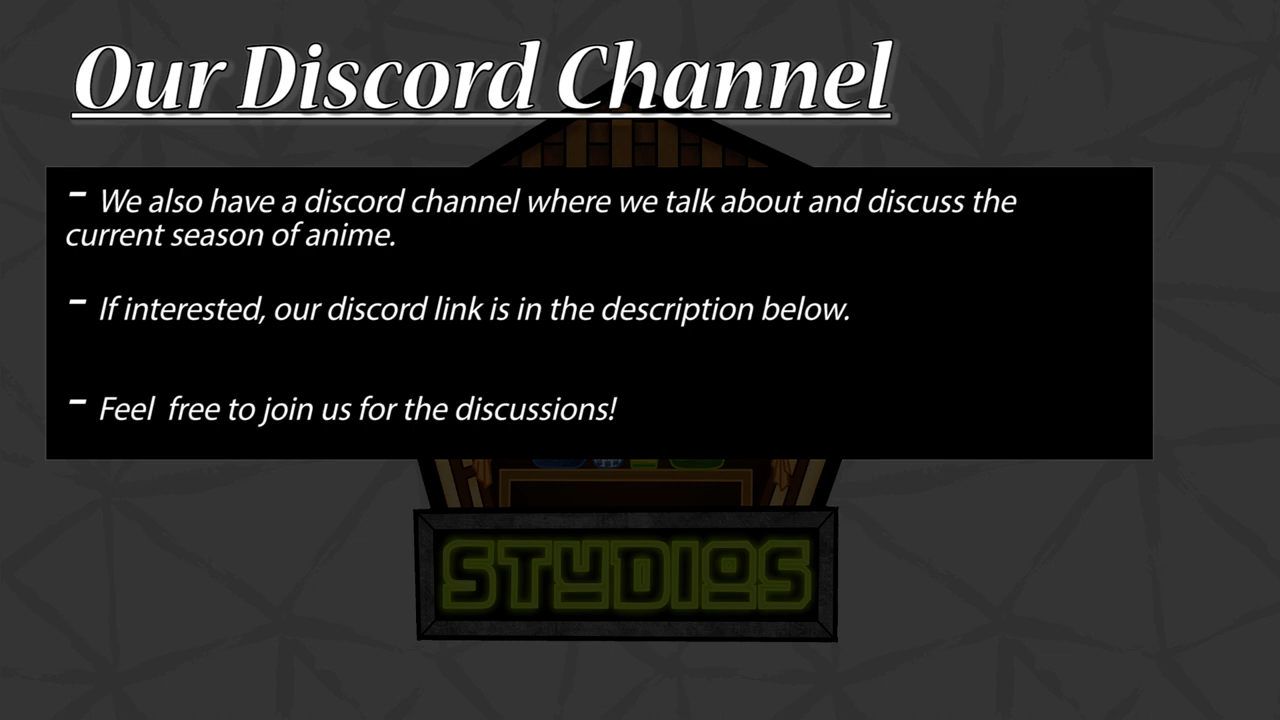 Our Discord Channel
- We also have a discord channel where we talk about and discuss the
current season of anime.
- If interested, our discord link is in the description below.
- Feel  free to join us for the discussions!
STUDIOS